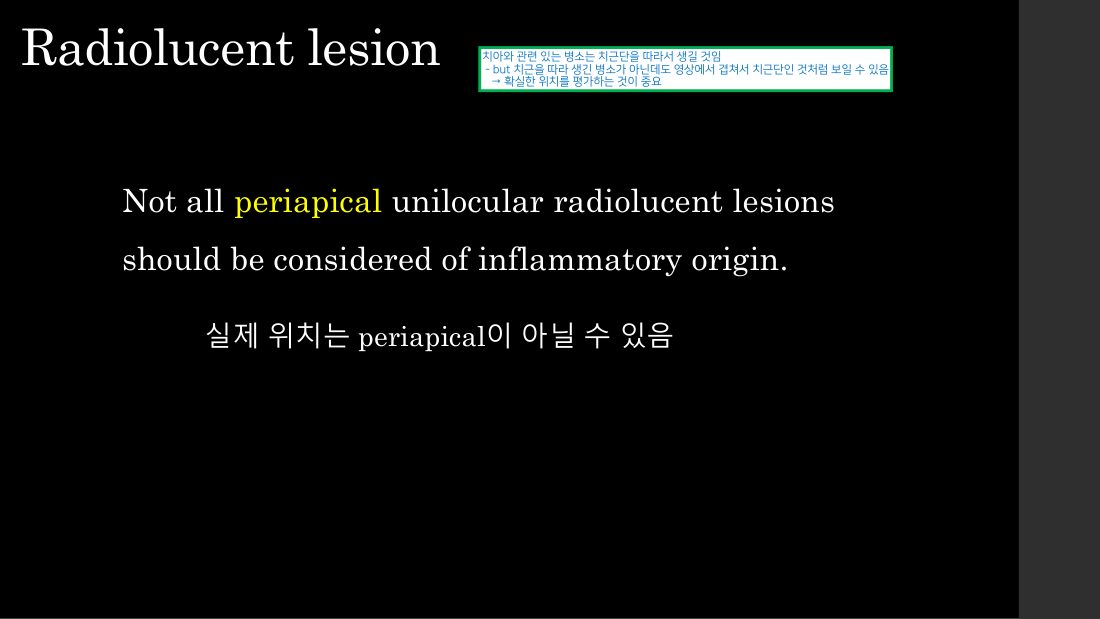 Radiolucent lesion
치아와 관련 있는 병소는 치근단을 따라서 생길 것임
- but 치근을 따라 생긴 병소가 아닌데도 영상에서 겹쳐서 치근단인 것처럼 보일 수 있음
→ 확실한 위치를 평가하는 것이 중요
Not all periapical unilocular radiolucent lesions
should be considered of inflammatory origin.
실제 위치는 periapical이 아닐 수 있음